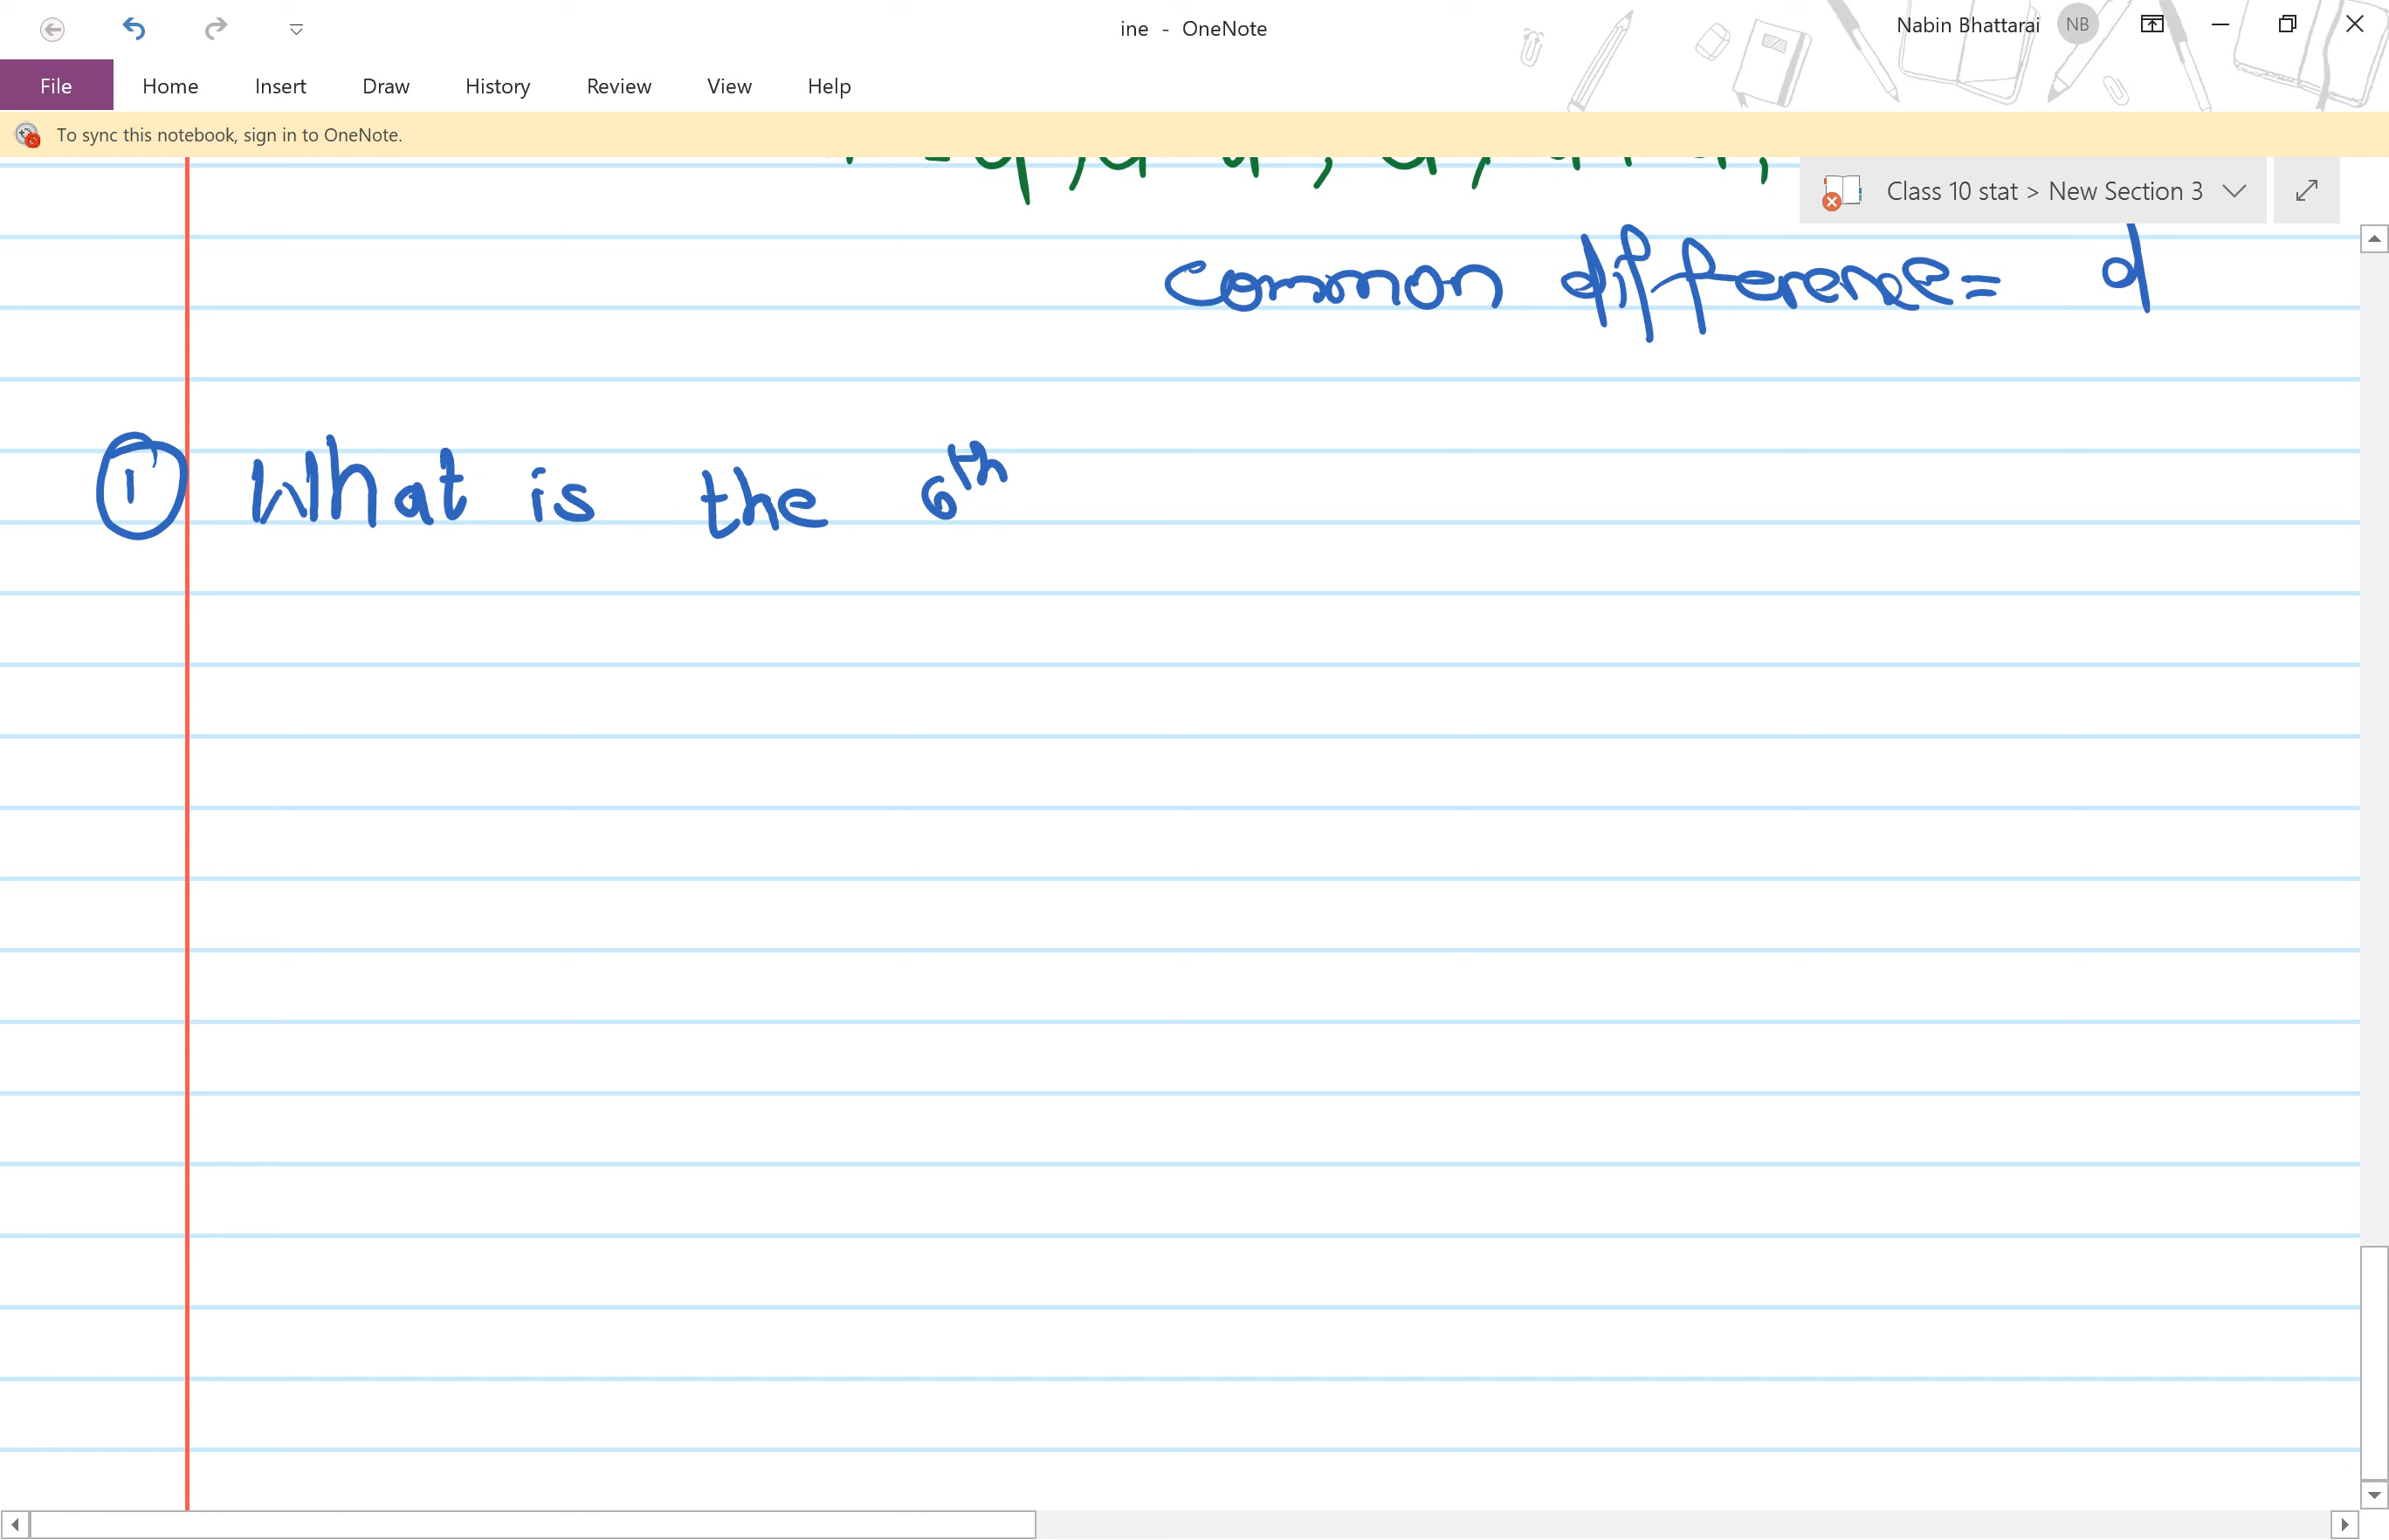 ine - OneNote
Nabin Bhattarai NB
File Home Insert Draw History Review View Help
To sync this notebook, sign in to OneNote.
Class 10 stat > New Section 3
common difference= d
① What is the 6th